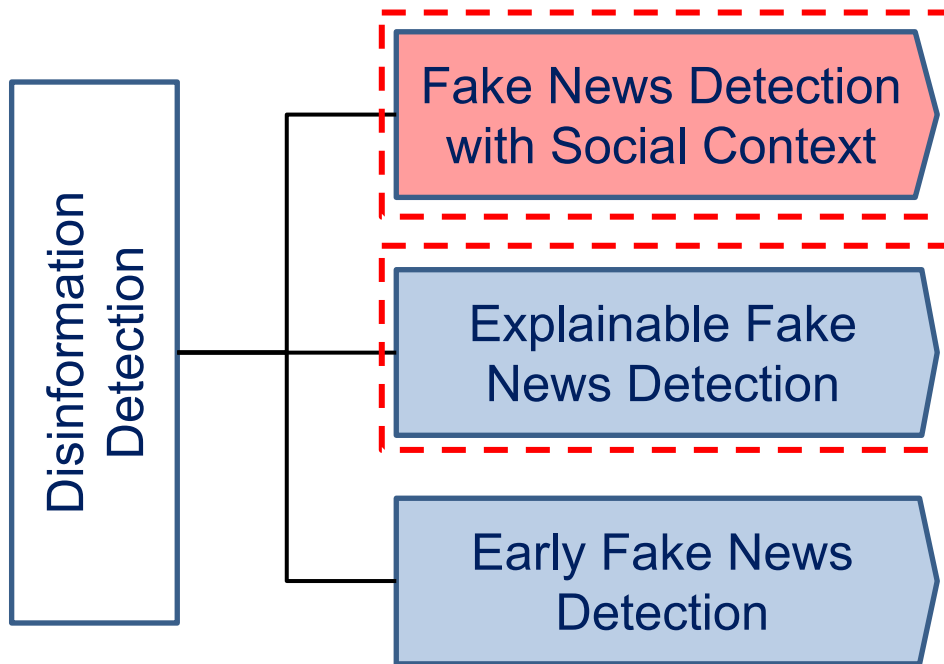 Disinformation
Detection
Fake News Detection
with Social Context
Explainable Fake
News Detection
Early Fake News
Detection